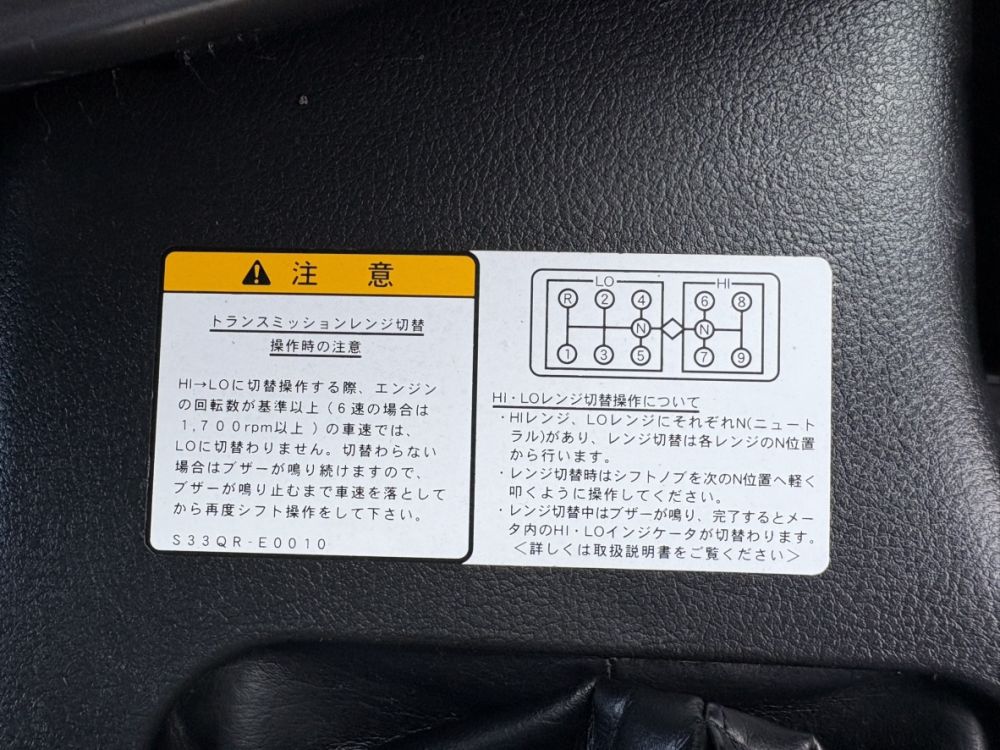 注 意
トランスミッションレンジ切替
操作時の注意
HI→LOに切替操作する際、エンジン
の回転数が基準以上(6速の場合は
1,700rpm以上)の車速では、
LOに切替わりません。切替わらない
場合はブザーが鳴り続けますので、
ブザーが鳴り止むまで車速を落として
から再度シフト操作をして下さい。
S33QR-E0010
LO HI
R 2 4 6 8
N N
1 3 5 7 9
HI・LOレンジ切替操作について
・HIレンジ、LOレンジにそれぞれN(ニュート
ラル)があり、レンジ切替は各レンジのN位置
から行います。
・レンジ切替時はシフトノブを次のN位置へ軽く
叩くように操作してください。
・レンジ切替中はブザーが鳴り、完了するとメー
タ内のHI・LOインジケータが切替わります。
<詳しくは取扱説明書をご覧ください>